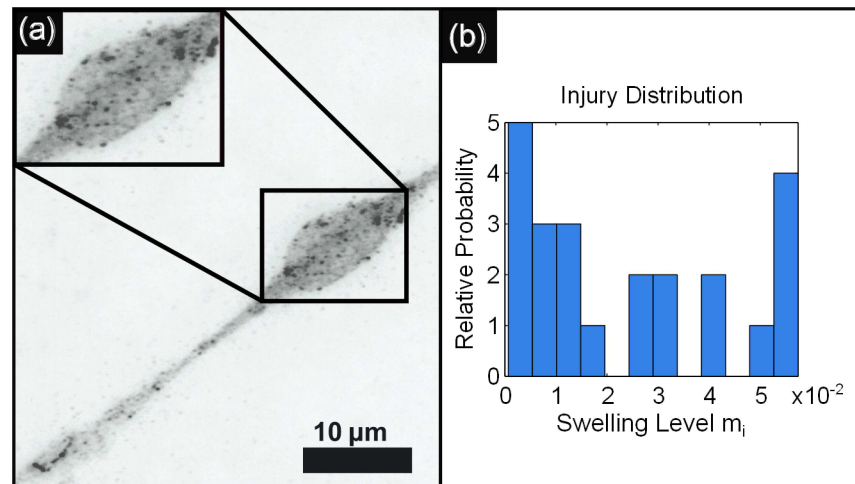 (a)
10 µm
(b)
Injury Distribution
Relative Probability
5
4
3
2
1
0
0 1 2 3 4 5 x10-2
Swelling Level mi